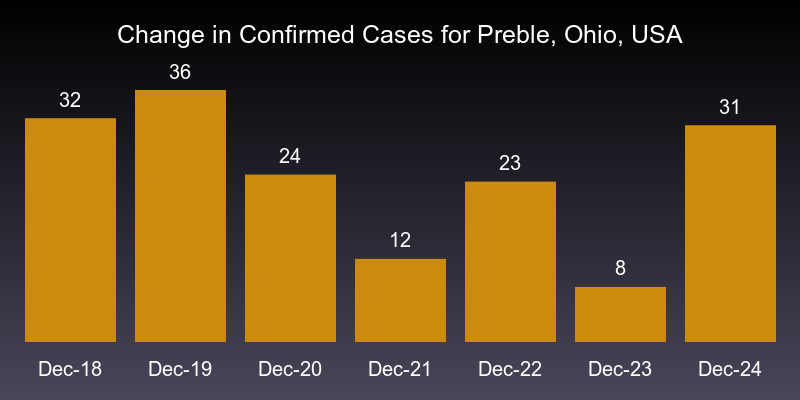 Change in Confirmed Cases for Preble, Ohio, USA
32 36 24 12 23 8 31
Dec-18 Dec-19 Dec-20 Dec-21 Dec-22 Dec-23 Dec-24